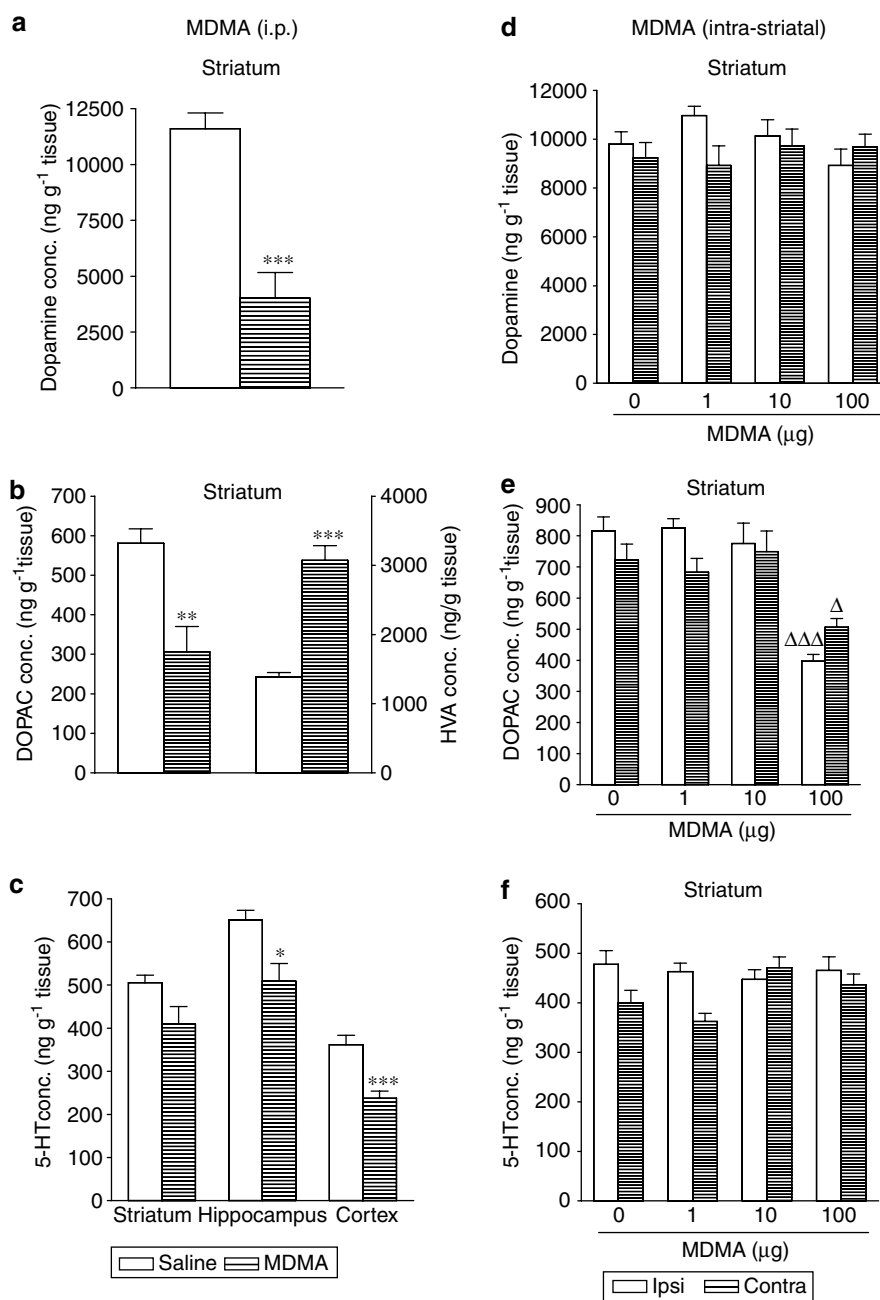 a
MDMA (i.p.)
Striatum
Dopamine conc. (ng g⁻¹ tissue)
12500
10000
7500
5000
2500
0
***
b
Striatum
DOPAC conc. (ng g⁻¹tissue)
700
600
500
400
300
200
100
0
**
***
4000
3000
2000
1000
0
HVA conc. (ng/g tissue)
c
5-HTconc. (ng g⁻¹ tissue)
700
600
500
400
300
200
100
0
*
***
Striatum Hippocampus Cortex
Saline MDMA
d
MDMA (intra-striatal)
Striatum
Dopamine (ng g⁻¹ tissue)
12000
10000
8000
6000
4000
2000
0
0 1 10 100
MDMA (μg)
e
Striatum
DOPAC conc. (ng g⁻¹tissue)
900
800
700
600
500
400
300
200
100
0
ΔΔΔ
Δ
0 1 10 100
MDMA (μg)
f
Striatum
5-HTconc. (ng g⁻¹ tissue)
600
500
400
300
200
100
0
0 1 10 100
MDMA (μg)
Ipsi Contra